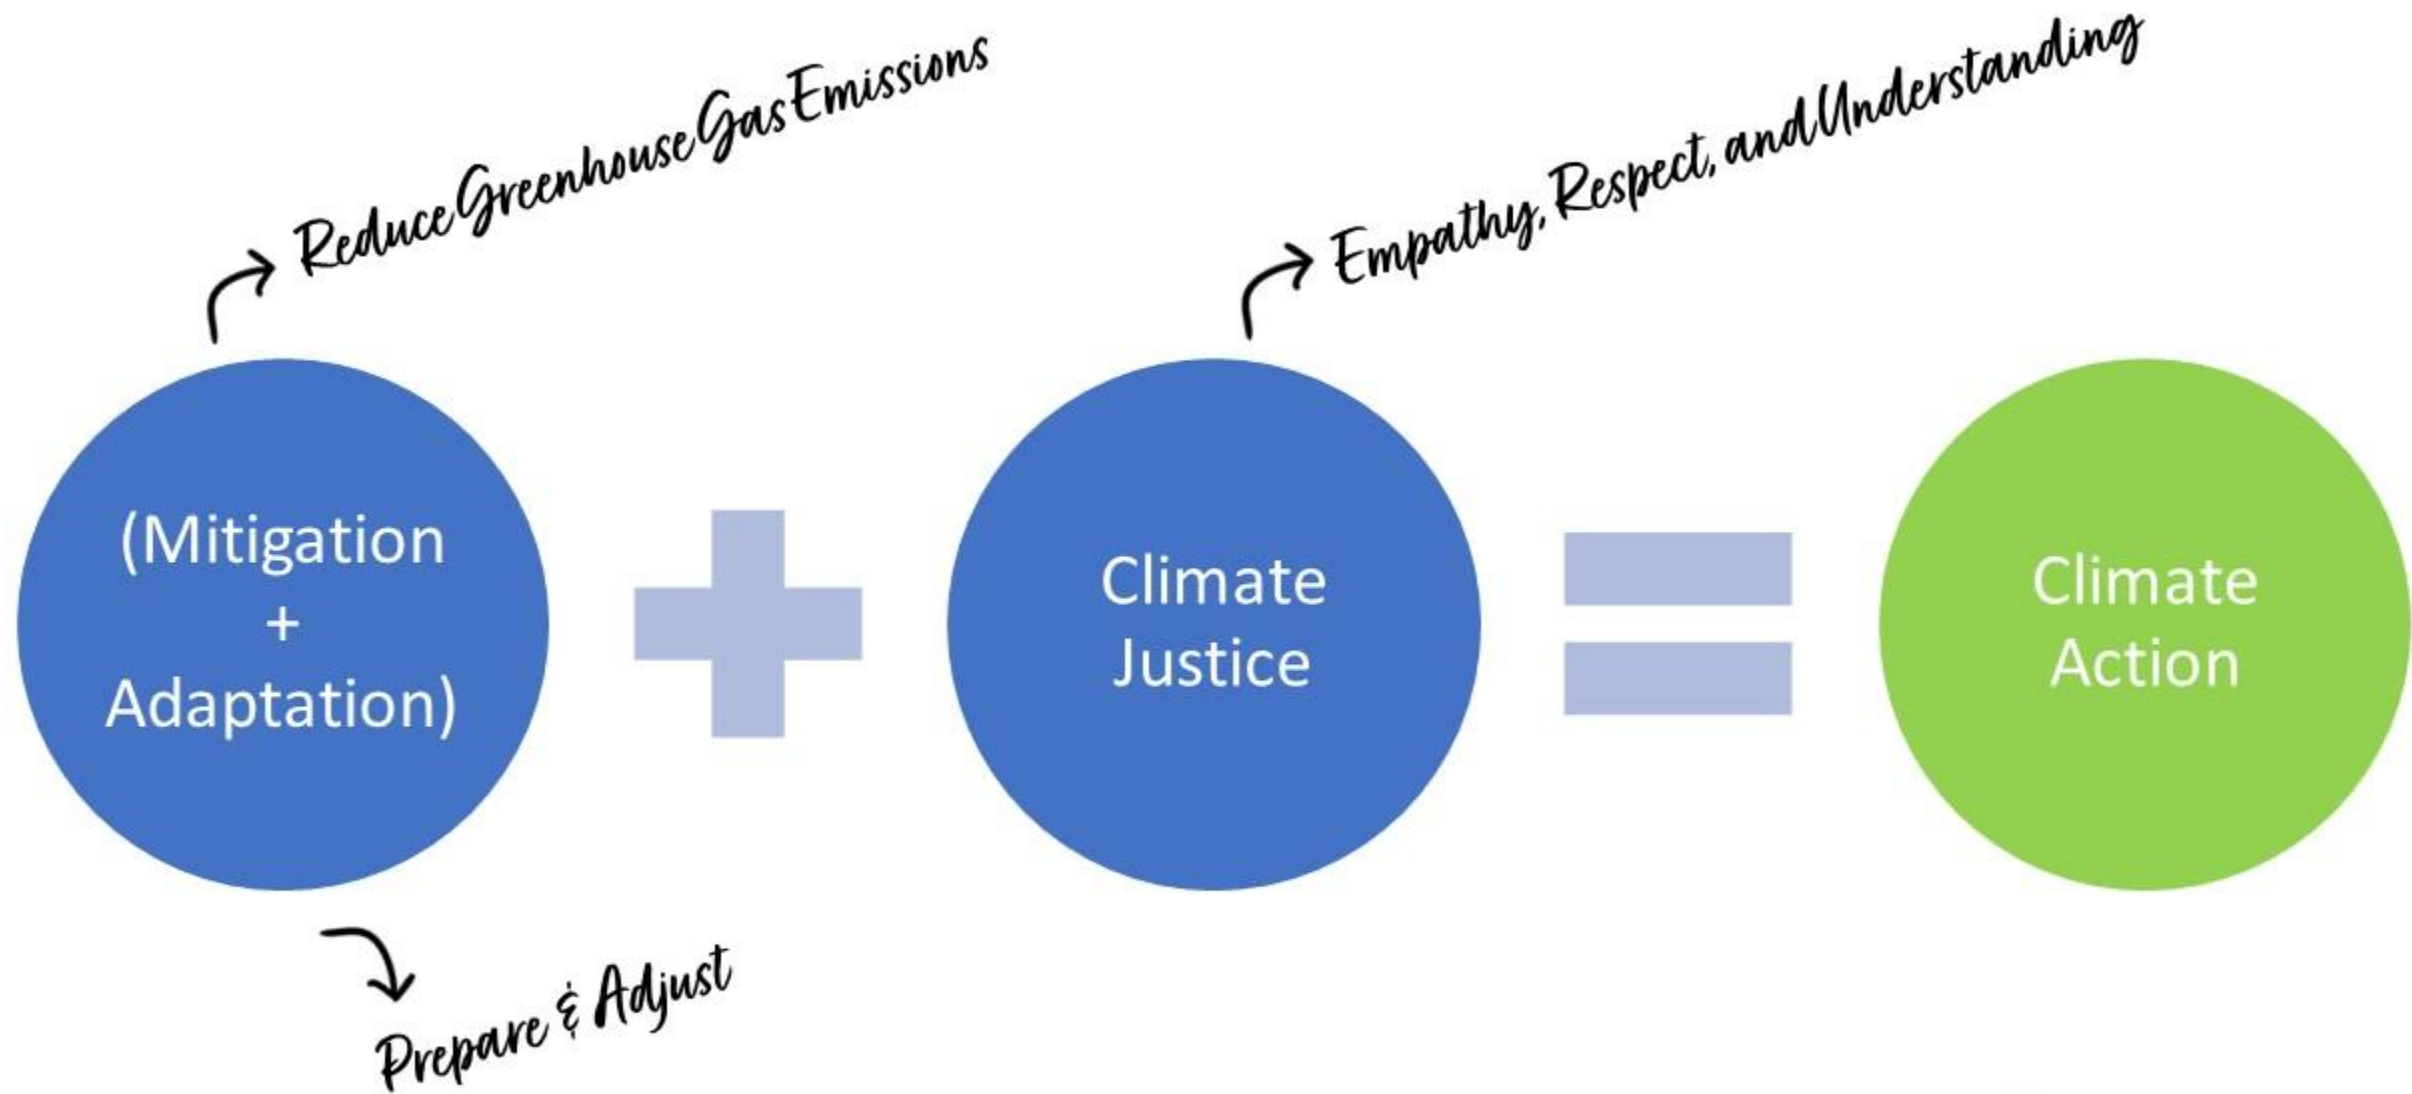 Reduce Greenhouse Gas Emissions
Empathy, Respect, and Understanding
(Mitigation
+
Adaptation)
Climate
Justice
Climate
Action
Prepare & Adjust